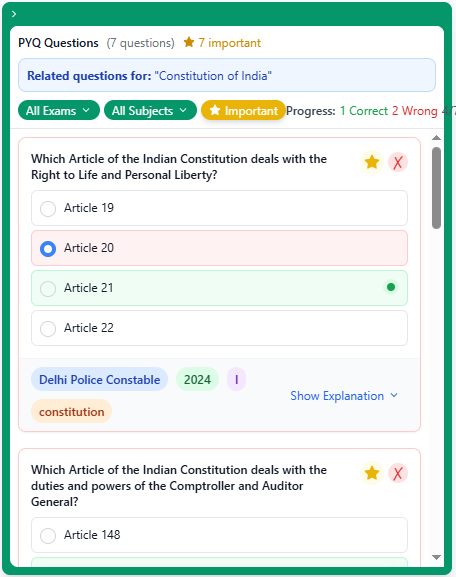 PYQ Questions (7 questions) 7 important
Related questions for: "Constitution of India"
All Exams All Subjects Important Progress: 1 Correct 2 Wrong 4/7
Which Article of the Indian Constitution deals with the
Right to Life and Personal Liberty?
Article 19
Article 20
Article 21
Article 22
Delhi Police Constable 2024 I
Show Explanation
constitution
Which Article of the Indian Constitution deals with the
duties and powers of the Comptroller and Auditor
General?
Article 148